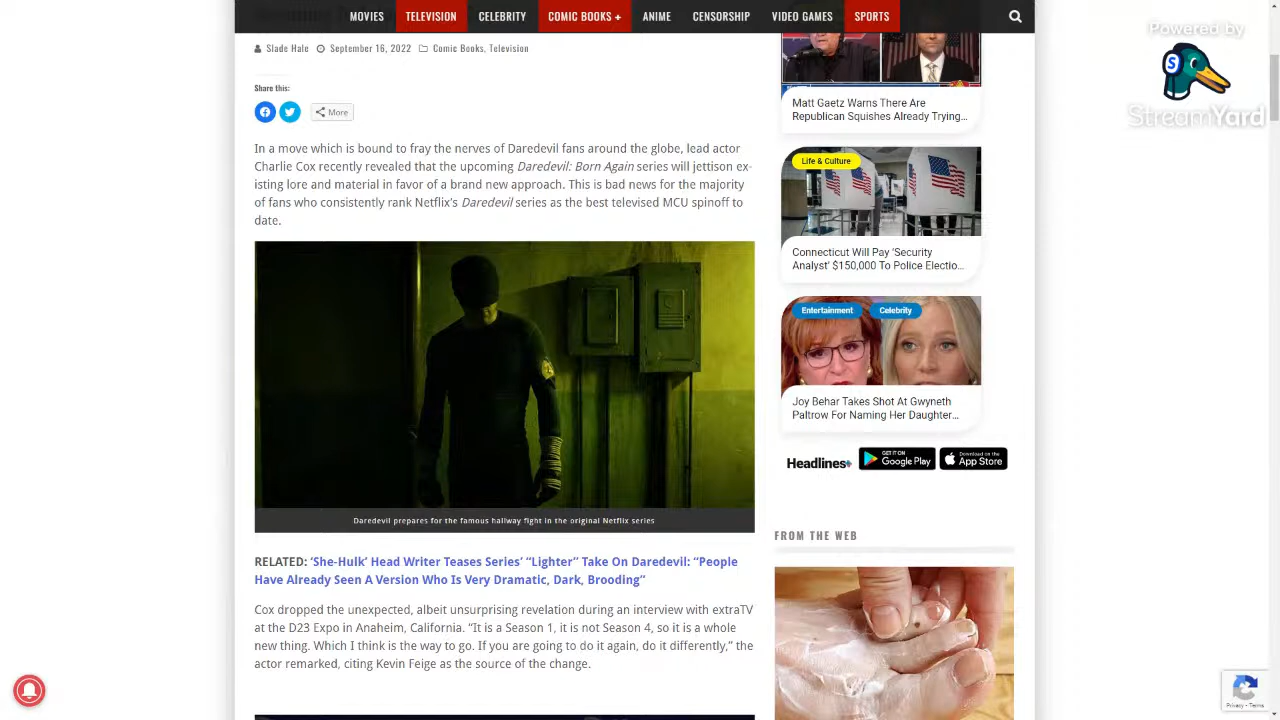 MOVIES TELEVISION CELEBRITY COMIC BOOKS + ANIME CENSORSHIP VIDEO GAMES SPORTS
Slade Hale September 16, 2022 Comic Books, Television
Share this:
More
In a move which is bound to fray the nerves of Daredevil fans around the globe, lead actor
Charlie Cox recently revealed that the upcoming Daredevil: Born Again series will jettison ex-
isting lore and material in favor of a brand new approach. This is bad news for the majority
of fans who consistently rank Netflix's Daredevil series as the best televised MCU spinoff to
date.
Daredevil prepares for the famous hallway fight in the original Netflix series
RELATED: ‘She-Hulk’ Head Writer Teases Series’ “Lighter” Take On Daredevil: “People
Have Already Seen A Version Who Is Very Dramatic, Dark, Brooding”
Cox dropped the unexpected, albeit unsurprising revelation during an interview with extraTV
at the D23 Expo in Anaheim, California. “It is a Season 1, it is not Season 4, so it is a whole
new thing. Which I think is the way to go. If you are going to do it again, do it differently,” the
actor remarked, citing Kevin Feige as the source of the change.
Matt Gaetz Warns There Are
Republican Squishes Already Trying...
Life & Culture
Connecticut Will Pay ‘Security
Analyst’ $150,000 To Police Electio...
Entertainment Celebrity
Joy Behar Takes Shot At Gwyneth
Paltrow For Naming Her Daughter...
Headlines
GET IT ON
Google Play
Download on the
App Store
FROM THE WEB
Powered by
S
StreamYard
Privacy - Terms